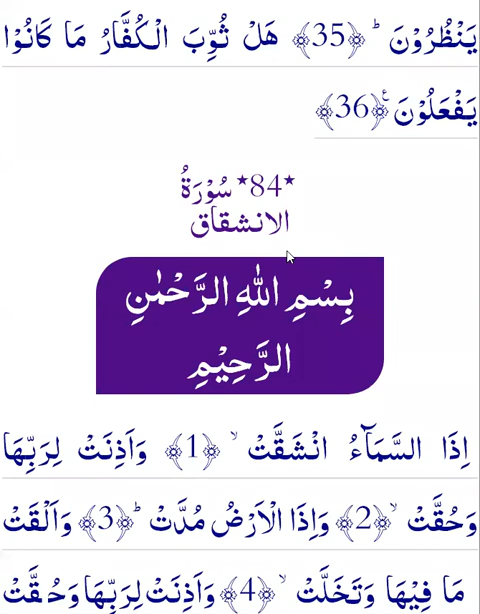 يَنْظُرُوْنَ ؕ ﴿35﴾ هَلْ ثُوِّبَ الْكُفَّارُ مَا كَانُوْا
يَفْعَلُوْنَ ۧ ﴿36﴾
★84★ سُوْرَةُ
الانشقاق
بِسْمِ اللّٰهِ الرَّحْمٰنِ
الرَّحِيْمِ
اِذَا السَّمَآءُ انْشَقَّتْ ۙ ﴿1﴾ وَاَذِنَتْ لِرَبِّهَا
وَحُقَّتْ ۙ ﴿2﴾ وَاِذَا الْاَرْضُ مُدَّتْ ؕ ﴿3﴾ وَاَلْقَتْ
مَا فِيْهَا وَتَخَلَّتْ ۙ ﴿4﴾ وَاَذِنَتْ لِرَبِّهَا وَحُقَّتْ